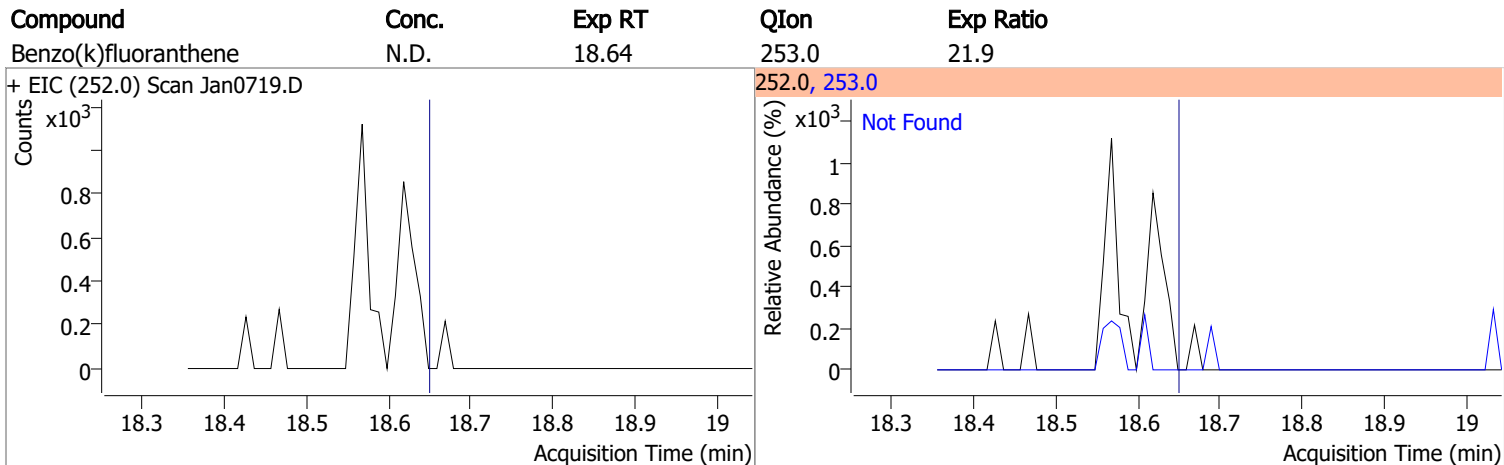 Compound Conc. Exp RT QIon Exp Ratio
Benzo(k)fluoranthene N.D. 18.64 253.0 21.9
+ EIC (252.0) Scan Jan0719.D
Counts
x10³
0.8
0.6
0.4
0.2
0
18.3 18.4 18.5 18.6 18.7 18.8 18.9 19
Acquisition Time (min)
252.0, 253.0
Relative Abundance (%)
x10³
Not Found
1
0.8
0.6
0.4
0.2
0
18.3 18.4 18.5 18.6 18.7 18.8 18.9 19
Acquisition Time (min)